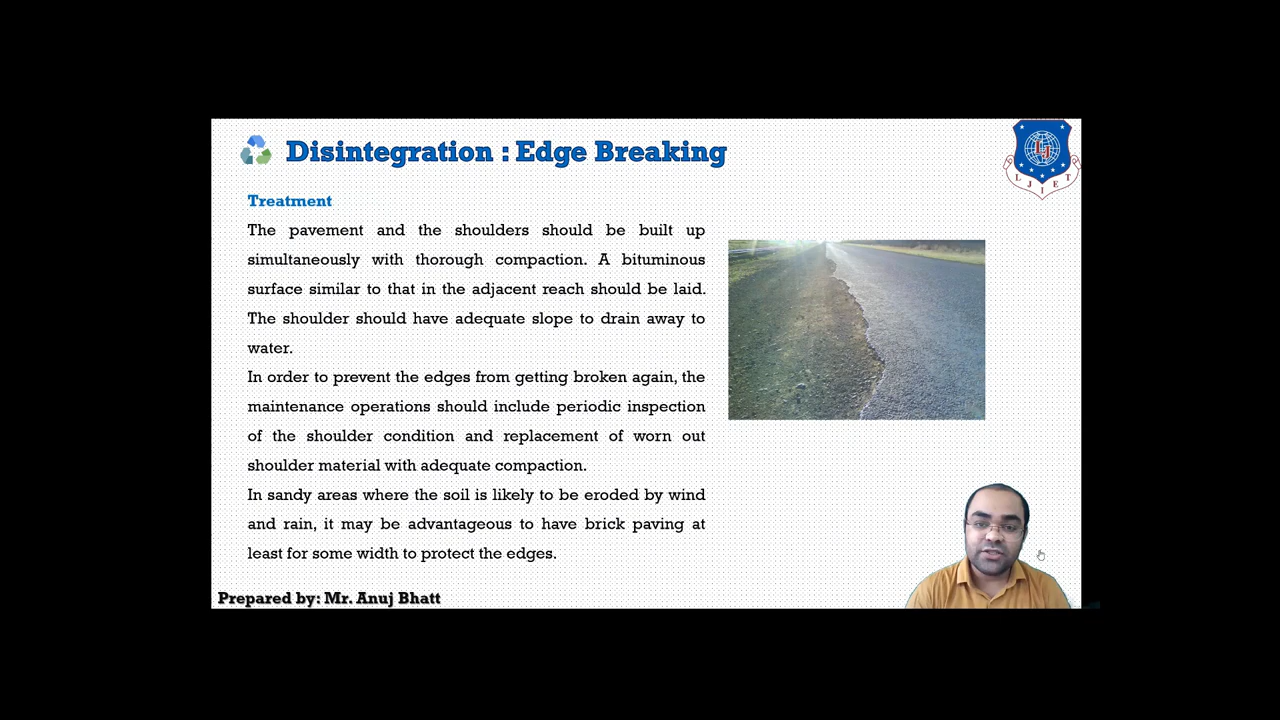 Disintegration : Edge Breaking
LJ
L J I E T
Treatment
The pavement and the shoulders should be built up
simultaneously with thorough compaction. A bituminous
surface similar to that in the adjacent reach should be laid.
The shoulder should have adequate slope to drain away to
water.
In order to prevent the edges from getting broken again, the
maintenance operations should include periodic inspection
of the shoulder condition and replacement of worn out
shoulder material with adequate compaction.
In sandy areas where the soil is likely to be eroded by wind
and rain, it may be advantageous to have brick paving at
least for some width to protect the edges.
Prepared by: Mr. Anuj Bhatt